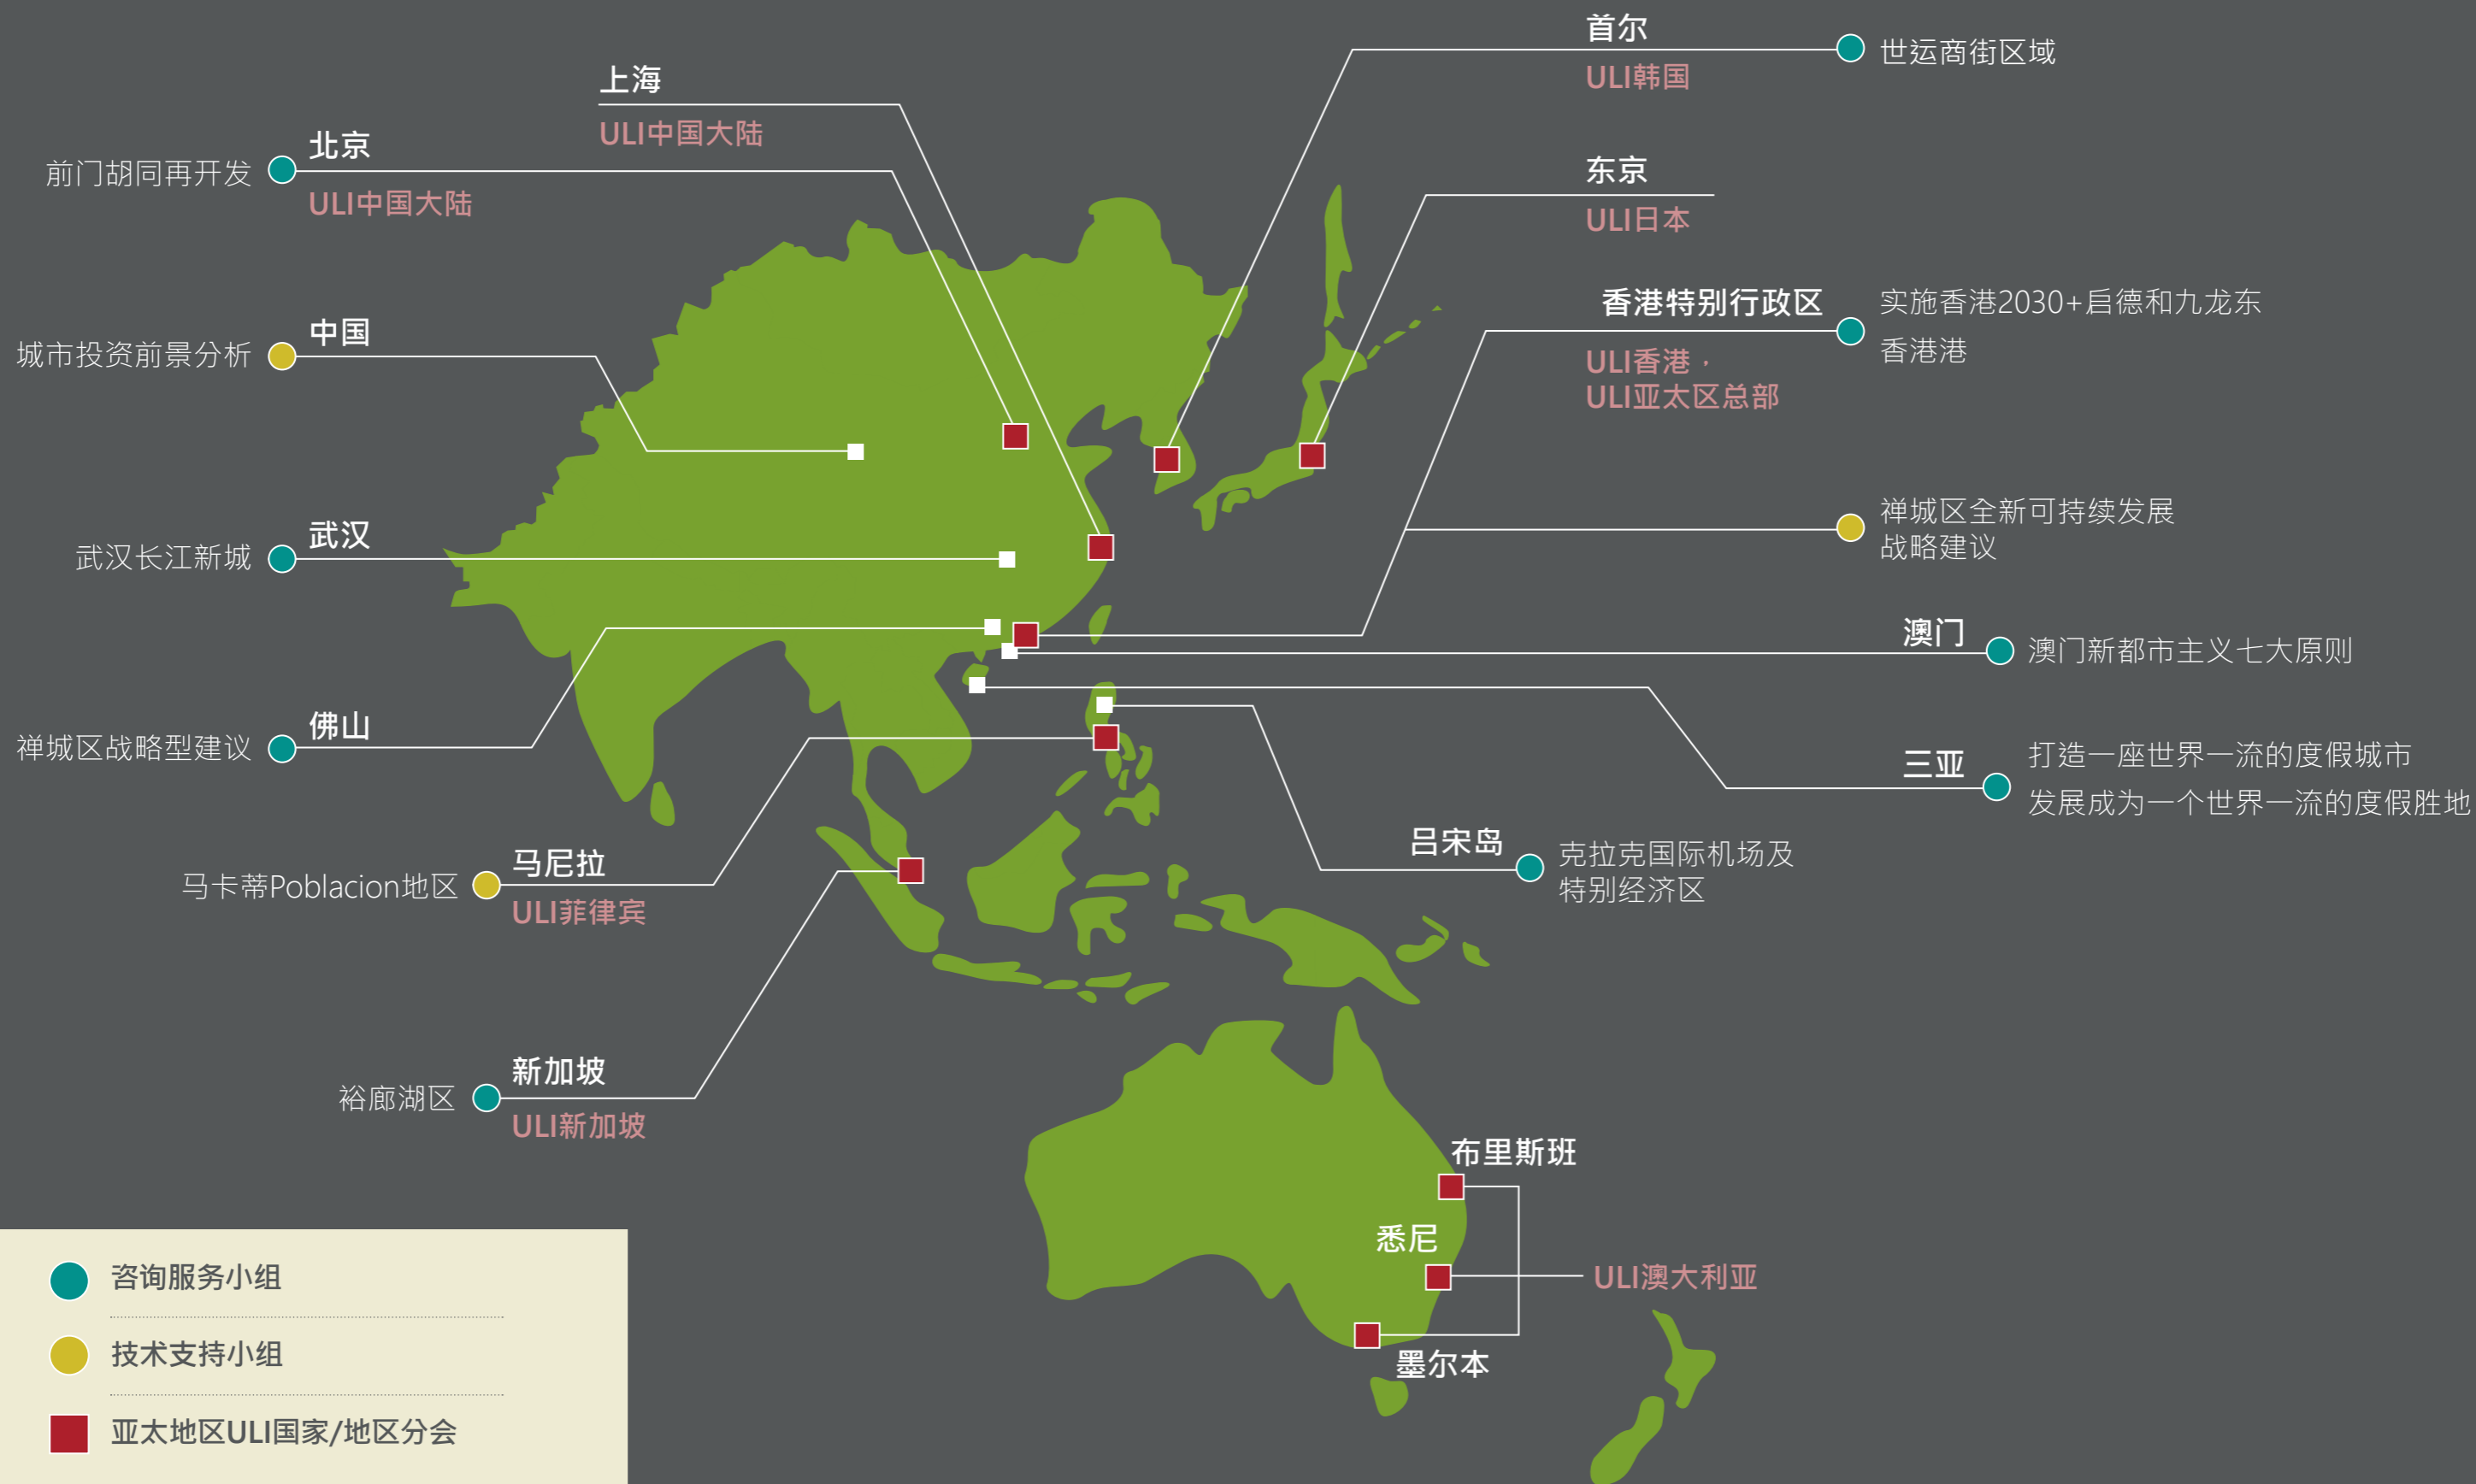 首尔
世运商街区域
ULI韩国
上海
ULI中国大陆
北京
前门胡同再开发
ULI中国大陆
东京
ULI日本
香港特别行政区
实施香港2030+启德和九龙东
香港港
ULI香港，
ULI亚太区总部
中国
城市投资前景分析
禅城区全新可持续发展
战略建议
武汉
武汉长江新城
澳门
澳门新都市主义七大原则
佛山
禅城区战略型建议
三亚
打造一座世界一流的度假城市
发展成为一个世界一流的度假胜地
吕宋岛
克拉克国际机场及
特别经济区
马尼拉
马卡蒂Poblacion地区
ULI菲律宾
新加坡
裕廊湖区
ULI新加坡
布里斯班
悉尼
ULI澳大利亚
墨尔本
咨询服务小组
技术支持小组
亚太地区ULI国家/地区分会